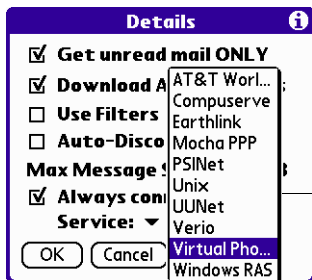 Details
Get unread mail ONLY
Download A
Use Filters
Auto-Disco
Max Message
Always con
Service:
OK Cancel
AT&T Worl...
Compuserve
Earthlink
Mocha PPP
PSINet
Unix
UUNet
Verio
Virtual Pho...
Windows RAS